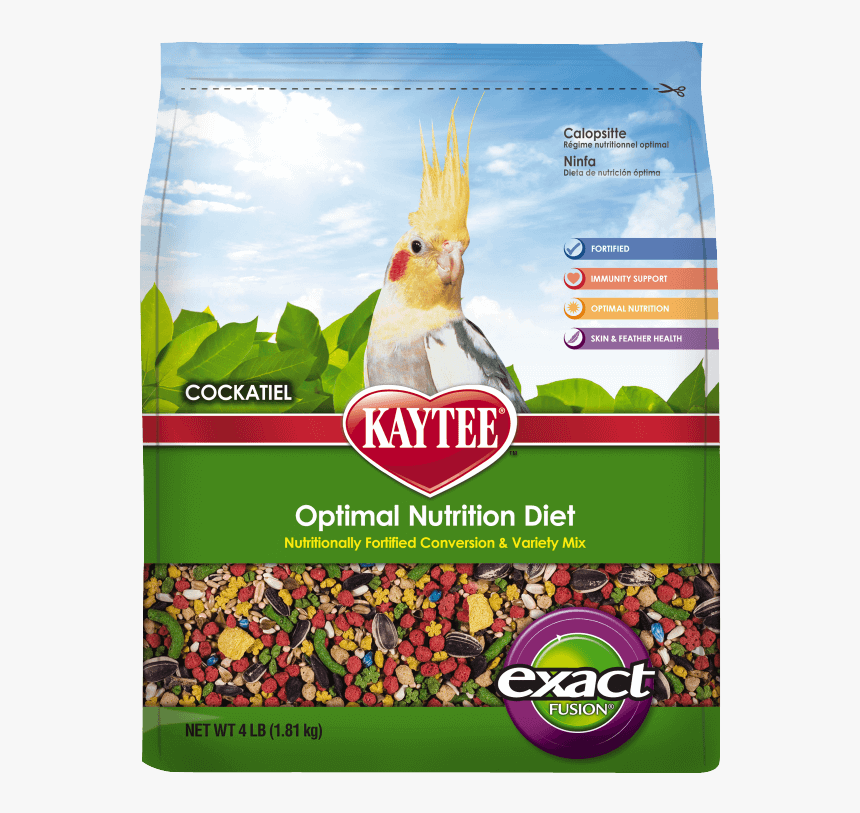 Calopsitte
Régime nutritionnel optimal
Ninfa
Dieta de nutrición óptima
FORTIFIED
IMMUNITY SUPPORT
OPTIMAL NUTRITION
SKIN & FEATHER HEALTH
COCKATIEL
KAYTEE®
™
Optimal Nutrition Diet
Nutritionally Fortified Conversion & Variety Mix
exact
FUSION®
NET WT 4 LB (1.81 kg)